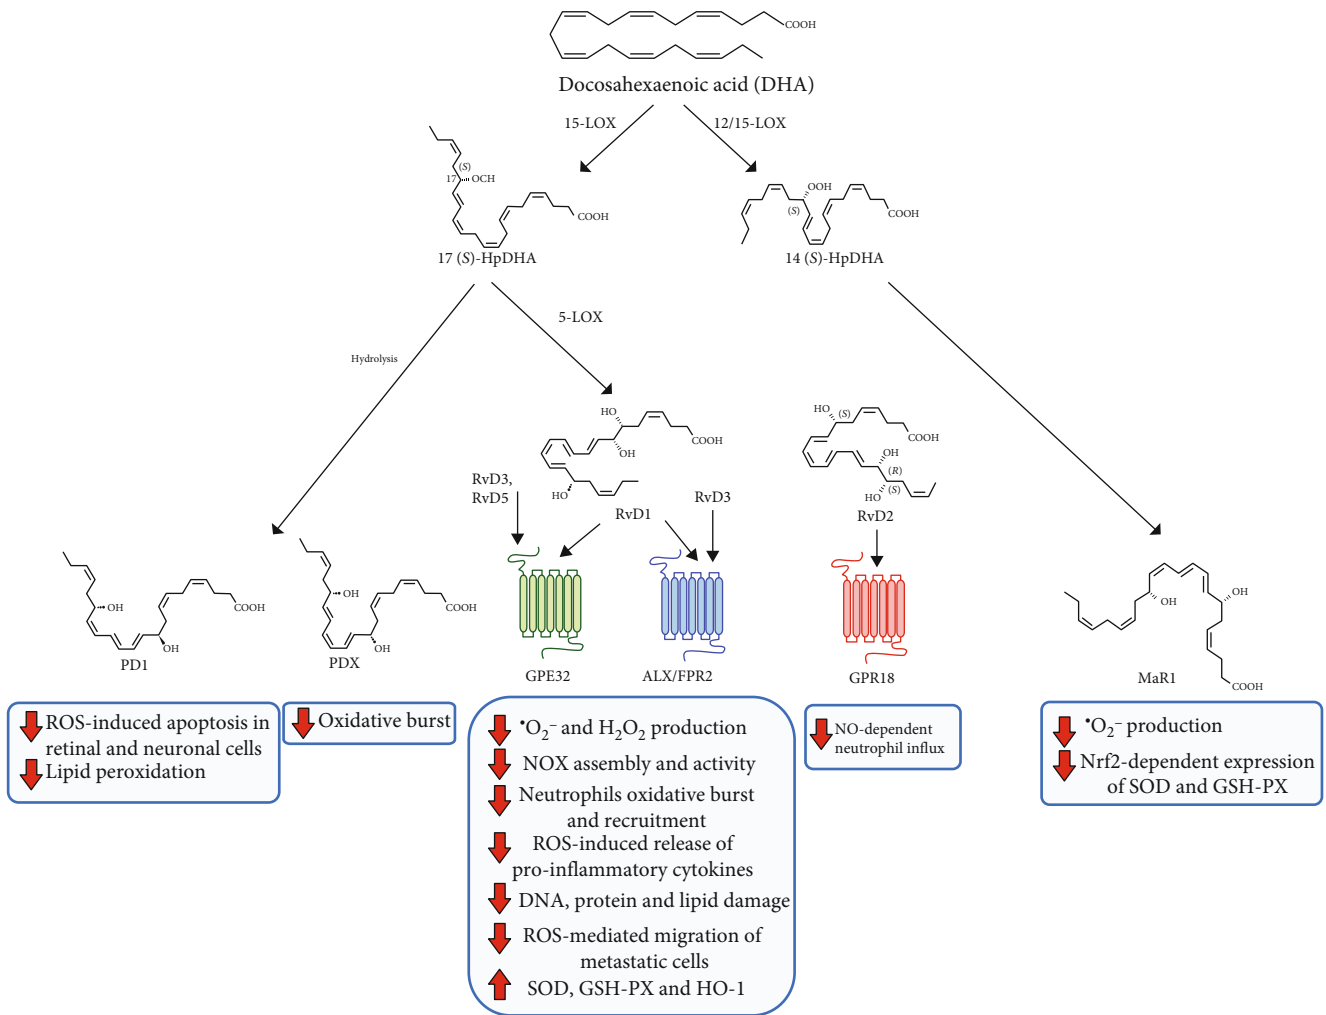 COOH
Docosahexaenoic acid (DHA)
15-LOX
12/15-LOX
(S)
17
OCH
COOH
17 (S)-HpDHA
OOH
(S)
COOH
14 (S)-HpDHA
5-LOX
Hydrolysis
HO
OH
COOH
HO
RvD3,
RvD5
RvD1
RvD3
HO
(S)
COOH
OH
(R)
(S)
HO
RvD2
OH
COOH
OH
PD1
OH
COOH
OH
PDX
GPE32
ALX/FPR2
GPR18
OH
OH
COOH
MaR1
ROS-induced apoptosis in
retinal and neuronal cells
Lipid peroxidation
Oxidative burst
•O₂⁻ and H₂O₂ production
NOX assembly and activity
Neutrophils oxidative burst
and recruitment
ROS-induced release of
pro-inflammatory cytokines
DNA, protein and lipid damage
ROS-mediated migration of
metastatic cells
SOD, GSH-PX and HO-1
NO-dependent
neutrophil influx
•O₂⁻ production
Nrf2-dependent expression
of SOD and GSH-PX